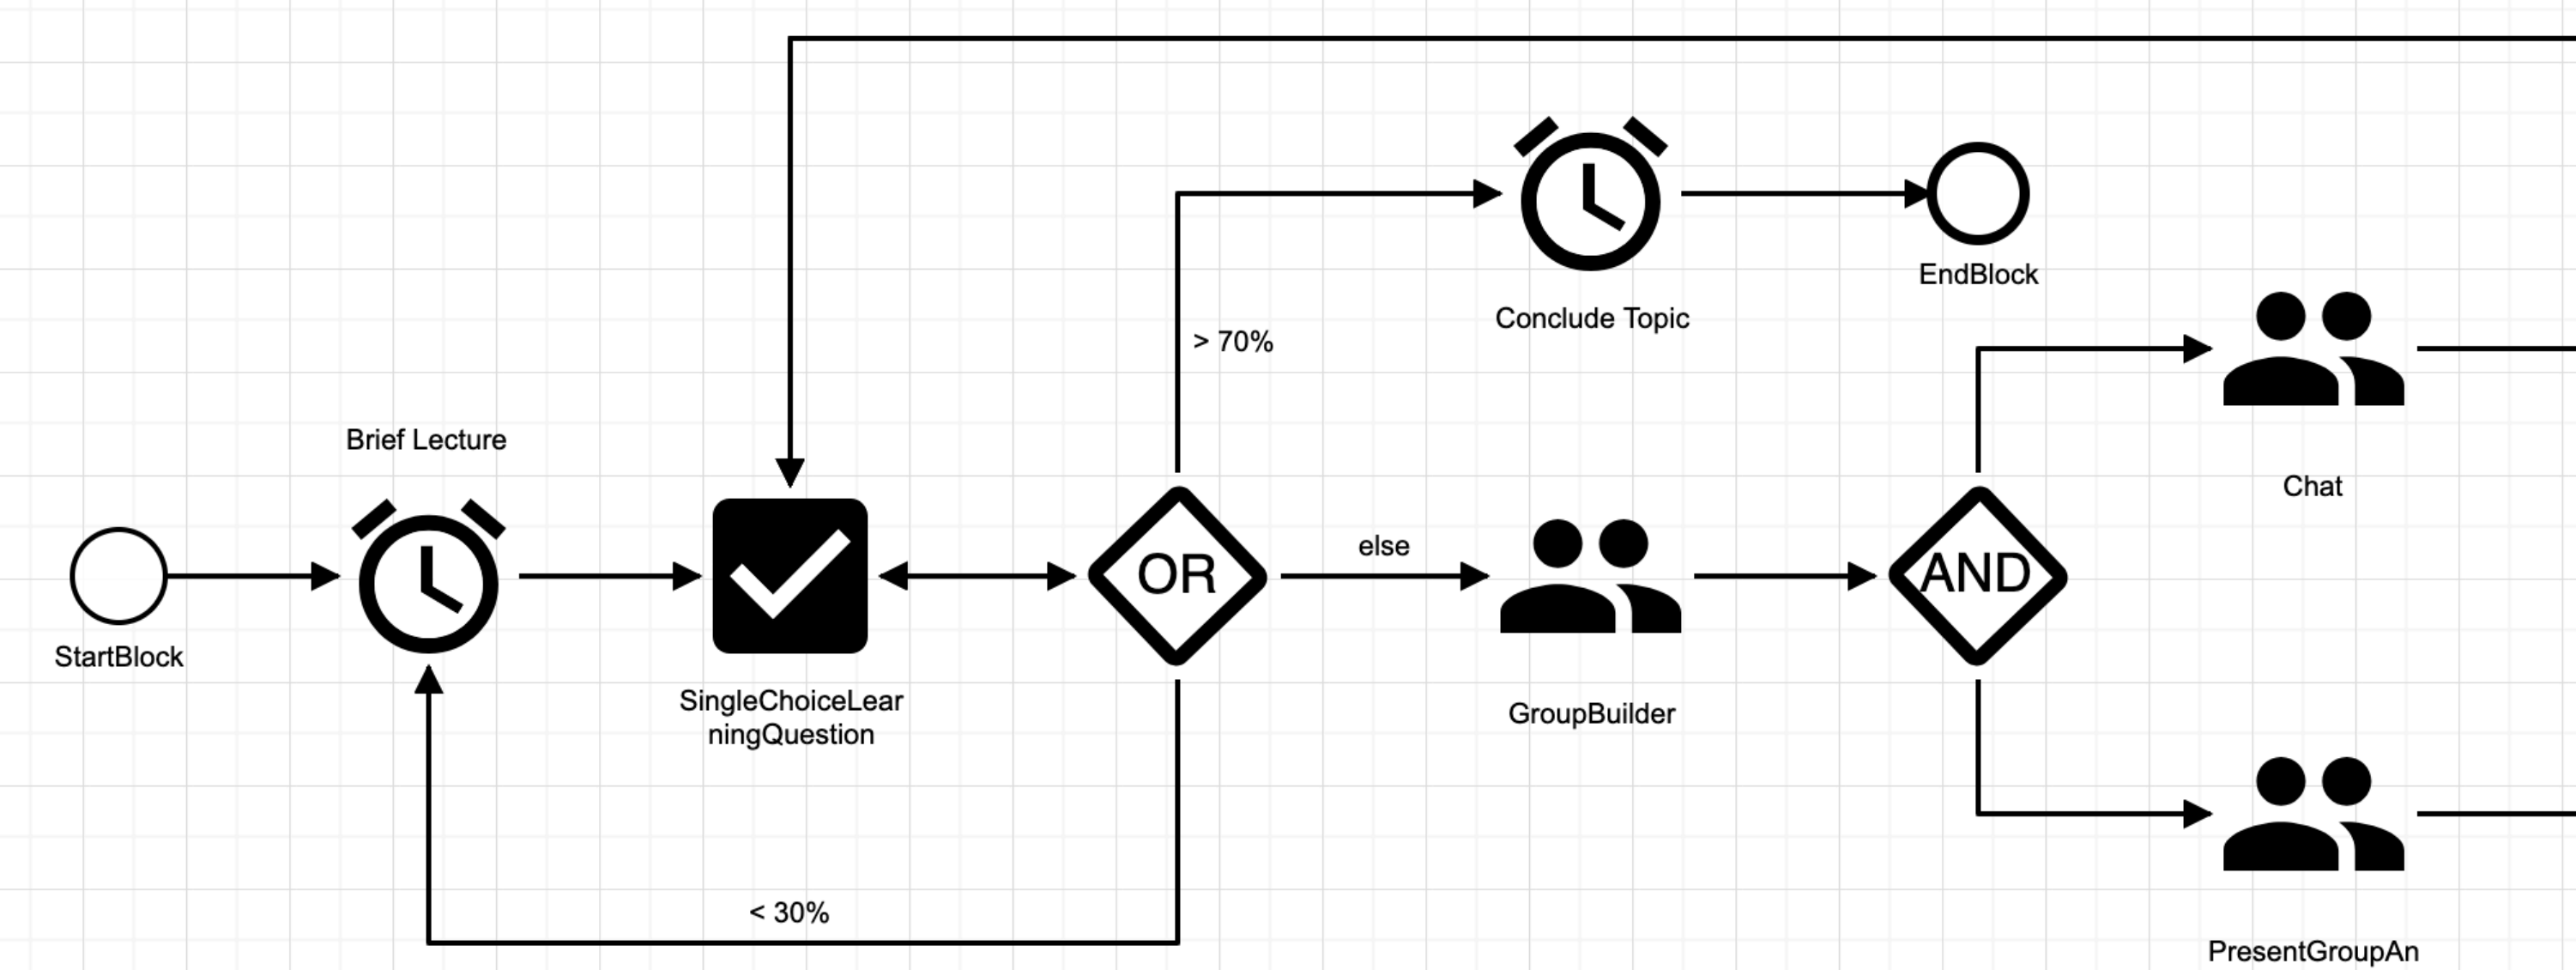 Conclude Topic
EndBlock
> 70%
Brief Lecture
Chat
OR
else
AND
StartBlock
SingleChoiceLear
ningQuestion
GroupBuilder
< 30%
PresentGroupAn